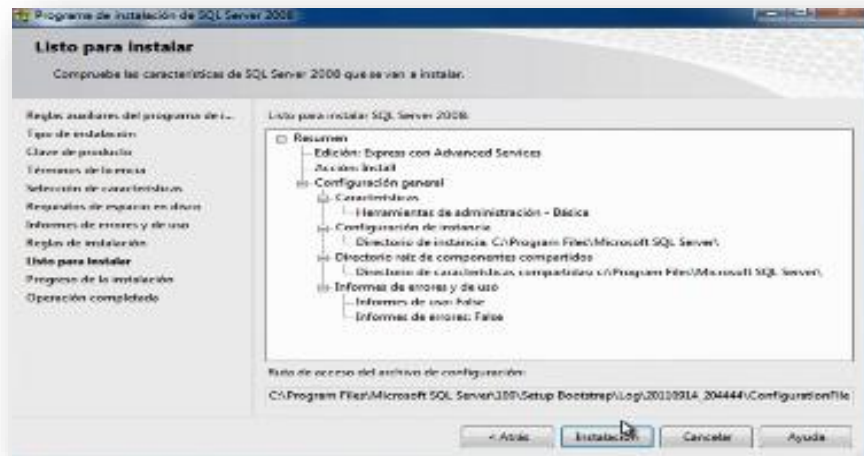 Programa de instalación de SQL Server 2008
Listo para instalar
Compruebe las características de SQL Server 2008 que se van a instalar.
Reglas auxiliares del programa de i...
Tipo de instalación
Clave de producto
Términos de licencia
Selección de características
Requisitos de espacio en disco
Informes de errores y de uso
Reglas de instalación
Listo para instalar
Progreso de la instalación
Operación completada
Listo para instalar SQL Server 2008:
Resumen
Edición: Express con Advanced Services
Acción: Install
Configuración general
Características
Herramientas de administración - Básica
Configuración de instancia
Directorio de instancia: C:\Program Files\Microsoft SQL Server\
Directorio raíz de componentes compartidos
Directorio de características compartidas: c:\Program Files\Microsoft SQL Server\
Informes de errores y de uso
Informes de uso: False
Informes de errores: False
Ruta de acceso del archivo de configuración:
C:\Program Files\Microsoft SQL Server\100\Setup Bootstrap\Log\20110914_204444\ConfigurationFile
< Atrás
Instalación
Cancelar
Ayuda